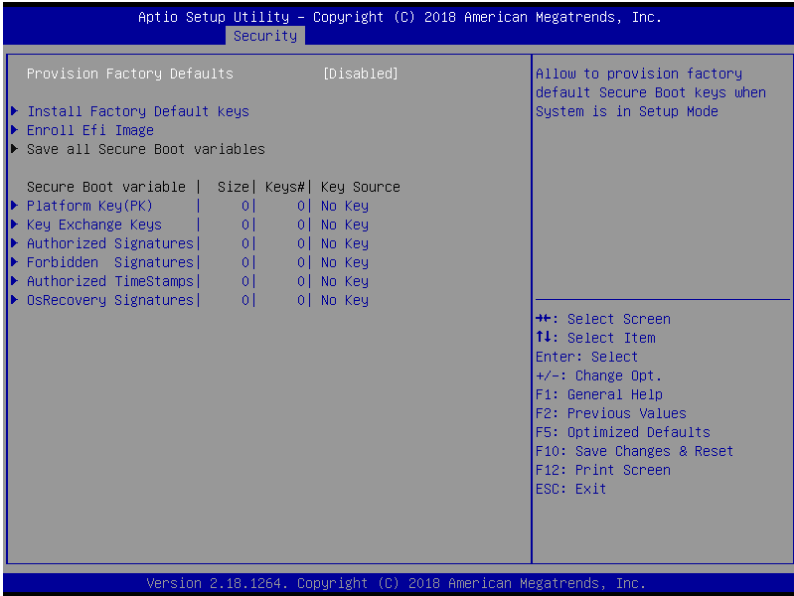 Aptio Setup Utility – Copyright (C) 2018 American Megatrends, Inc.
Security
Provision Factory Defaults [Disabled]
Install Factory Default keys
Enroll Efi Image
Save all Secure Boot variables
Secure Boot variable | Size| Keys#| Key Source
Platform Key(PK) | 0| 0| No Key
Key Exchange Keys | 0| 0| No Key
Authorized Signatures| 0| 0| No Key
Forbidden Signatures| 0| 0| No Key
Authorized TimeStamps| 0| 0| No Key
OsRecovery Signatures| 0| 0| No Key
Allow to provision factory
default Secure Boot keys when
System is in Setup Mode
→←: Select Screen
↑↓: Select Item
Enter: Select
+/-: Change Opt.
F1: General Help
F2: Previous Values
F5: Optimized Defaults
F10: Save Changes & Reset
F12: Print Screen
ESC: Exit
Version 2.18.1264. Copyright (C) 2018 American Megatrends, Inc.